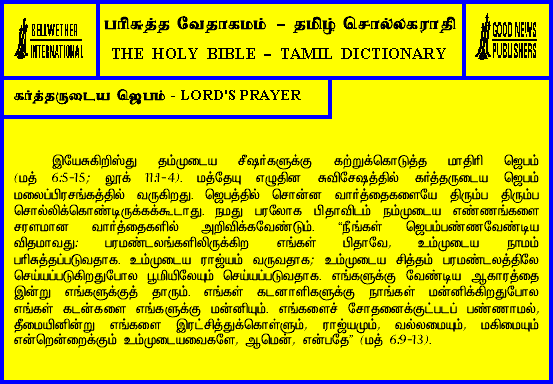 BELLWETHER
INTERNATIONAL
பரிசுத்த வேதாகமம் – தமிழ் சொல்லகராதி
THE HOLY BIBLE – TAMIL DICTIONARY
GOOD NEWS
PUBLISHERS
கர்த்தருடைய ஜெபம் - LORD'S PRAYER
இயேசுகிறிஸ்து தம்முடைய சீஷர்களுக்கு கற்றுக்கொடுத்த மாதிரி ஜெபம்
(மத் 6:5-15; லூக் 11:1-4). மத்தேயு எழுதின சுவிசேஷத்தில் கர்த்தருடைய ஜெபம்
மலைப்பிரசங்கத்தில் வருகிறது. ஜெபத்தில் சொன்ன வார்த்தைகளையே திரும்ப திரும்ப
சொல்லிக்கொண்டிருக்கக்கூடாது. நமது பரலோக பிதாவிடம் நம்முடைய எண்ணங்களை
சரளமான வார்த்தைகளில் அறிவிக்கவேண்டும். "நீங்கள் ஜெபம்பண்ணவேண்டிய
விதமாவது: பரமண்டலங்களிலிருக்கிற எங்கள் பிதாவே, உம்முடைய நாமம்
பரிசுத்தப்படுவதாக. உம்முடைய ராஜ்யம் வருவதாக; உம்முடைய சித்தம் பரமண்டலத்திலே
செய்யப்படுகிறதுபோல பூமியிலேயும் செய்யப்படுவதாக. எங்களுக்கு வேண்டிய ஆகாரத்தை
இன்று எங்களுக்குத் தாரும். எங்கள் கடனாளிகளுக்கு நாங்கள் மன்னிக்கிறதுபோல
எங்கள் கடன்களை எங்களுக்கு மன்னியும். எங்களைச் சோதனைக்குட்படப் பண்ணாமல்,
தீமையினின்று எங்களை இரட்சித்துக்கொள்ளும், ராஜ்யமும், வல்லமையும், மகிமையும்
என்றென்றைக்கும் உம்முடையவைகளே, ஆமென், என்பதே" (மத் 6:9-13).